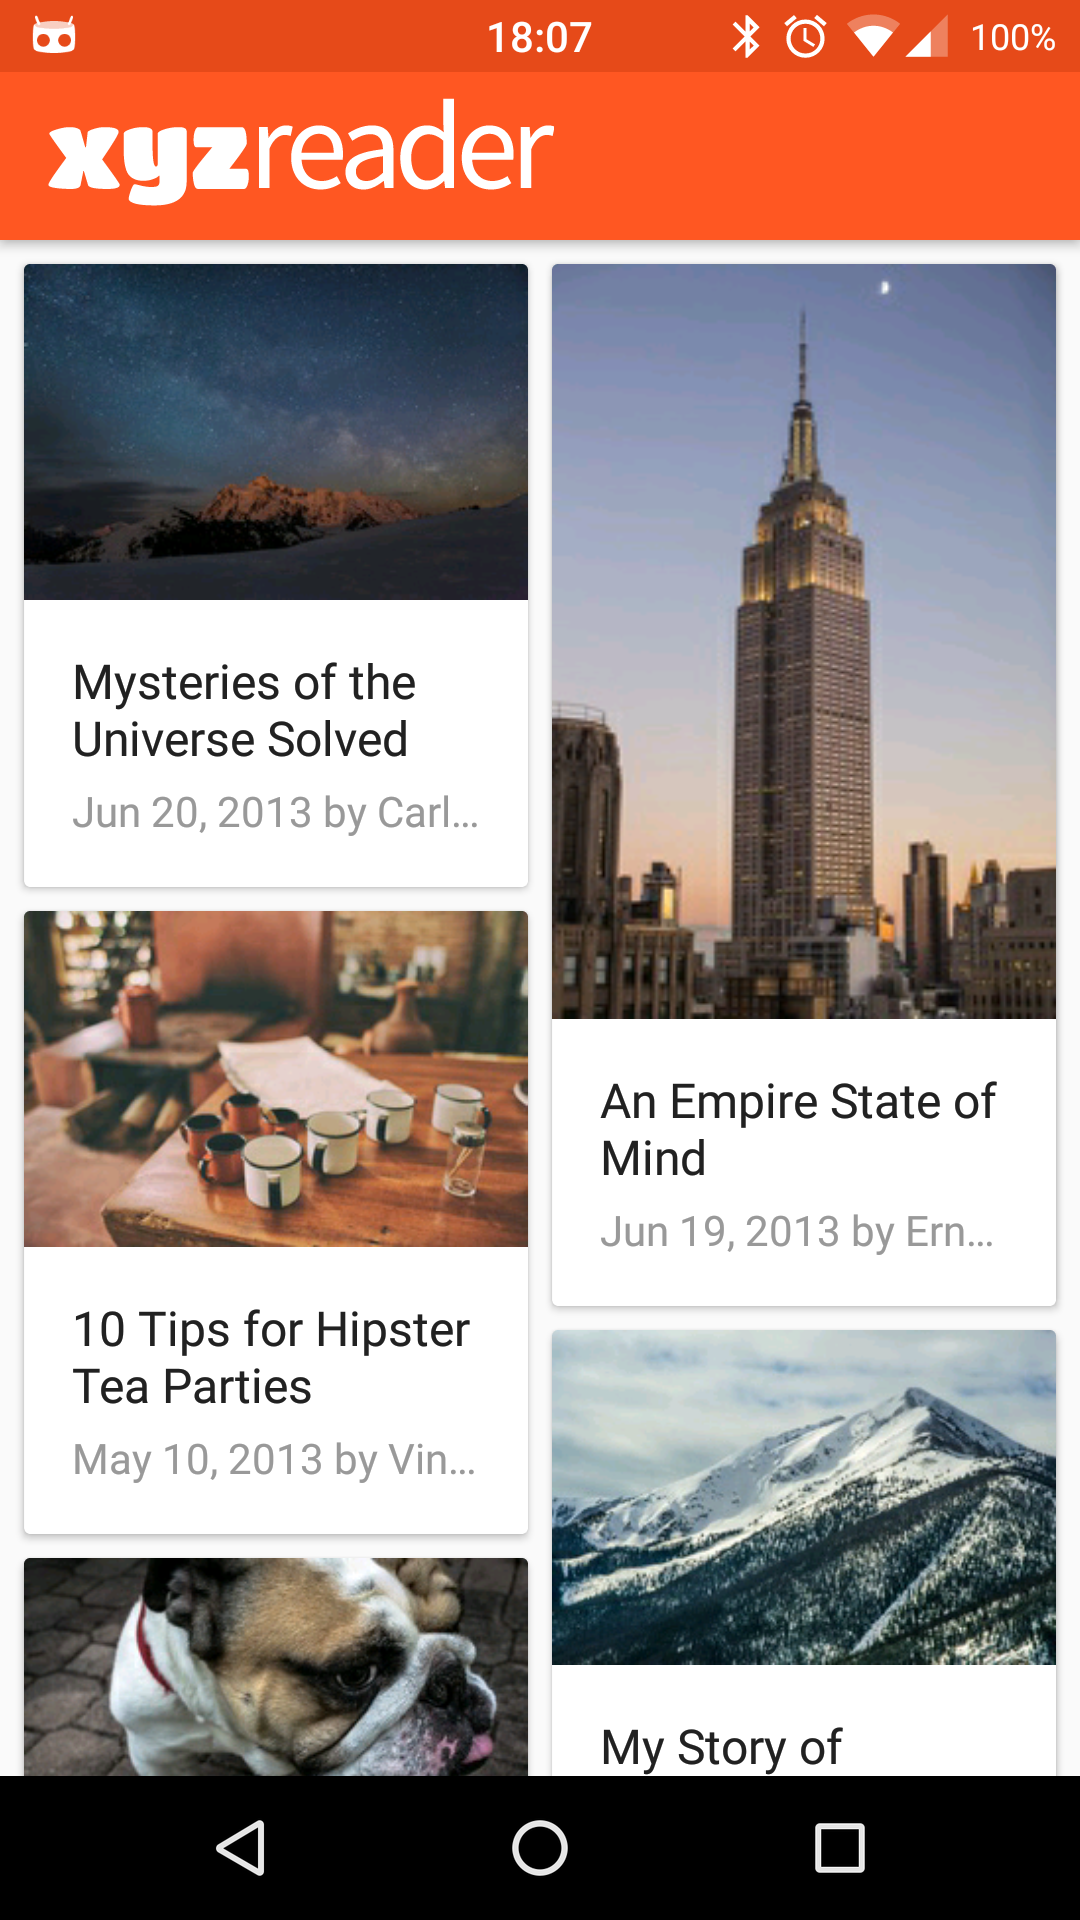 18:07
100%
xyzreader
Mysteries of the
Universe Solved
Jun 20, 2013 by Carl...
An Empire State of
Mind
Jun 19, 2013 by Ern...
10 Tips for Hipster
Tea Parties
May 10, 2013 by Vin...
My Story of